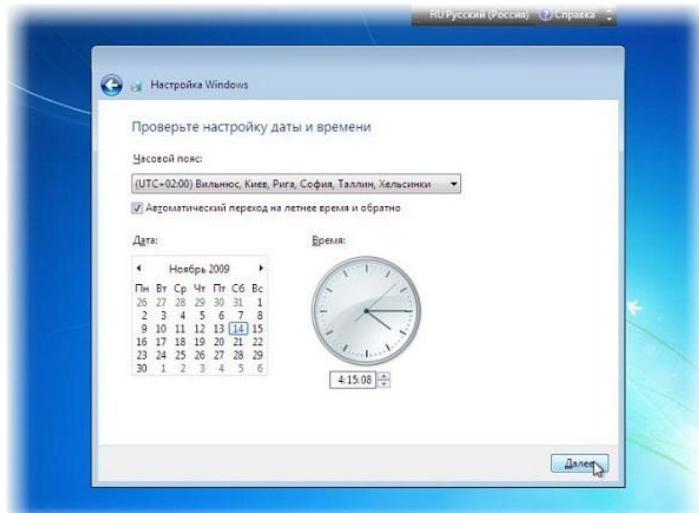 RU Русский (Россия) Справка
Настройка Windows
Проверьте настройку даты и времени
Часовой пояс:
(UTC+02:00) Вильнюс, Киев, Рига, София, Таллин, Хельсинки
Автоматический переход на летнее время и обратно
Дата: Время:
Ноябрь 2009
Пн Вт Ср Чт Пт Сб Вс
26 27 28 29 30 31 1
2 3 4 5 6 7 8
9 10 11 12 13 14 15
16 17 18 19 20 21 22
23 24 25 26 27 28 29
30 1 2 3 4 5 6
4:15:08
Далее